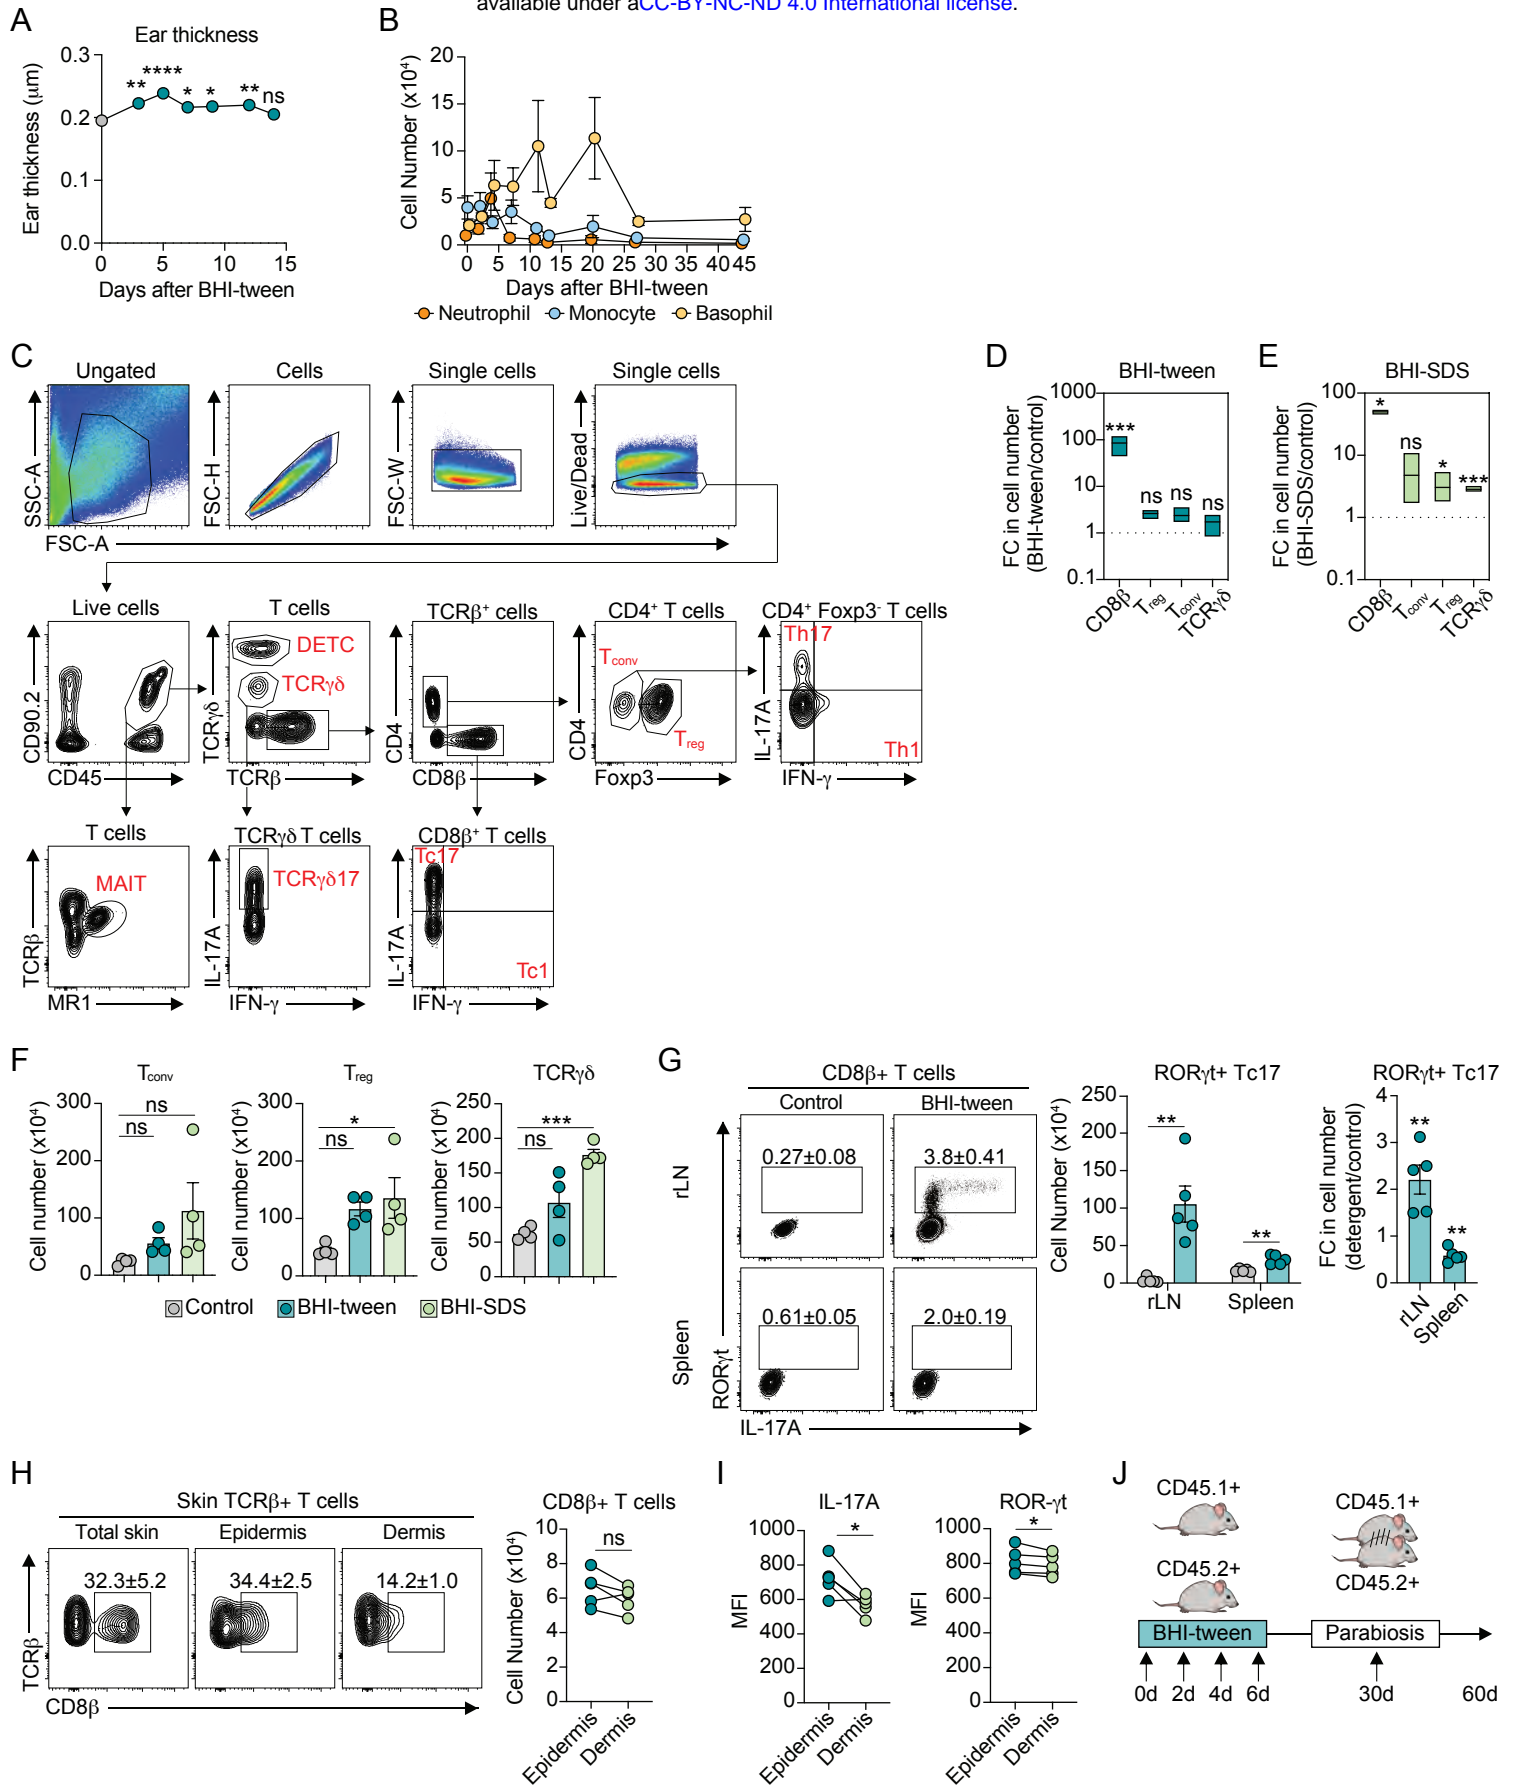 available under aCC-BY-NC-ND 4.0 International license.
A
Ear thickness
Ear thickness (μm)
0.3
0.2
0.1
0.0
** **** * * ** ns
0 5 10 15
Days after BHI-tween
B
Cell Number (x10⁴)
20
15
10
5
0
0 5 10 15 20 25 30 35 40 45
Days after BHI-tween
Neutrophil Monocyte Basophil
C
Ungated Cells Single cells Single cells
SSC-A FSC-H FSC-W Live/Dead
FSC-A
Live cells T cells TCRβ⁺ cells CD4⁺ T cells CD4⁺ Foxp3⁻ T cells
CD90.2 TCRγδ CD4 CD4 IL-17A
DETC
TCRγδ
Tconv
Treg
Th17
Th1
CD45 TCRβ CD8β Foxp3 IFN-γ
T cells TCRγδ T cells CD8β⁺ T cells
TCRβ IL-17A IL-17A
MAIT
TCRγδ17
Tc17
Tc1
MR1 IFN-γ IFN-γ
D
BHI-tween
FC in cell number
(BHI-tween/control)
1000
100
10
1
0.1
*** ns ns ns
CD8β Treg Tconv TCRγδ
E
BHI-SDS
FC in cell number
(BHI-SDS/control)
100
10
1
0.1
* ns * ***
CD8β Tconv Treg TCRγδ
F
Tconv
Cell number (x10⁴)
300
200
100
0
ns
ns
Treg
Cell number (x10⁴)
300
200
100
0
*
ns
TCRγδ
Cell number (x10⁴)
250
200
150
100
50
0
***
ns
Control BHI-tween BHI-SDS
G
CD8β+ T cells
Control BHI-tween
rLN
0.27±0.08 3.8±0.41
Spleen
0.61±0.05 2.0±0.19
RORγt
IL-17A
RORγt+ Tc17
Cell Number (x10⁴)
250
200
150
100
50
0
** **
rLN Spleen
RORγt+ Tc17
FC in cell number
(detergent/control)
4
3
2
1
0
** **
rLN Spleen
H
Skin TCRβ+ T cells
Total skin Epidermis Dermis
32.3±5.2 34.4±2.5 14.2±1.0
TCRβ
CD8β
CD8β+ T cells
Cell Number (x10⁴)
10
8
6
4
2
0
ns
Epidermis Dermis
I
IL-17A
MFI
1000
800
600
400
200
0
*
Epidermis Dermis
ROR-γt
MFI
1000
800
600
400
200
0
*
Epidermis Dermis
J
CD45.1+
CD45.2+
CD45.1+
CD45.2+
BHI-tween Parabiosis
0d 2d 4d 6d 30d 60d